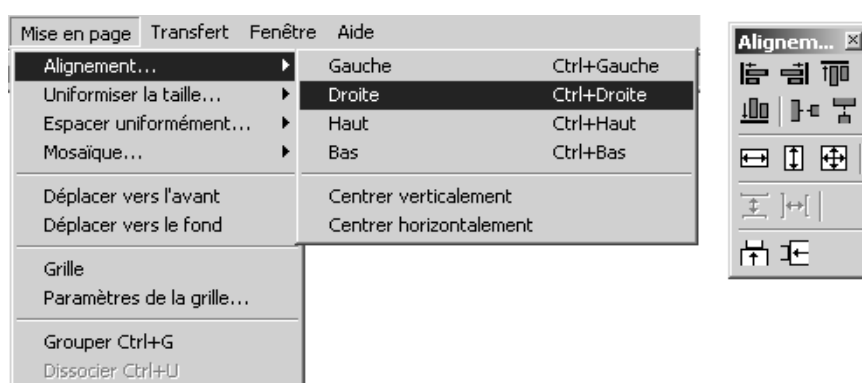 Mise en page Transfert Fenêtre Aide
Alignement...
Uniformiser la taille...
Espacer uniformément...
Mosaïque...
Déplacer vers l'avant
Déplacer vers le fond
Grille
Paramètres de la grille...
Grouper Ctrl+G
Dissocier Ctrl+U
Gauche Ctrl+Gauche
Droite Ctrl+Droite
Haut Ctrl+Haut
Bas Ctrl+Bas
Centrer verticalement
Centrer horizontalement
Alignem...